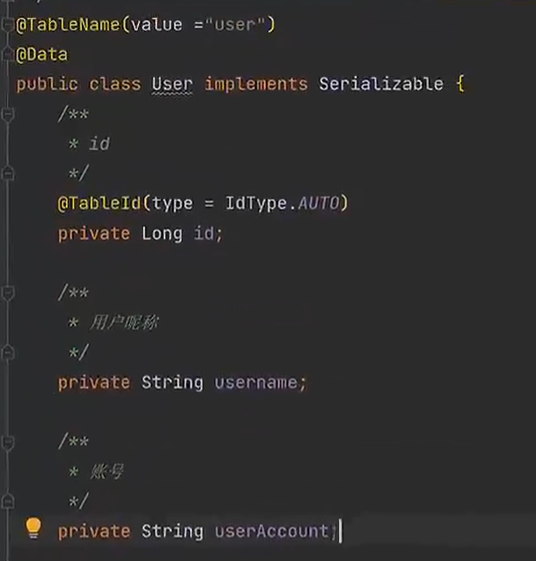 @TableName(value ="user")
@Data
public class User implements Serializable {
/**
* id
*/
@TableId(type = IdType.AUTO)
private Long id;
/**
* 用户昵称
*/
private String username;
/**
* 账号
*/
private String userAccount;